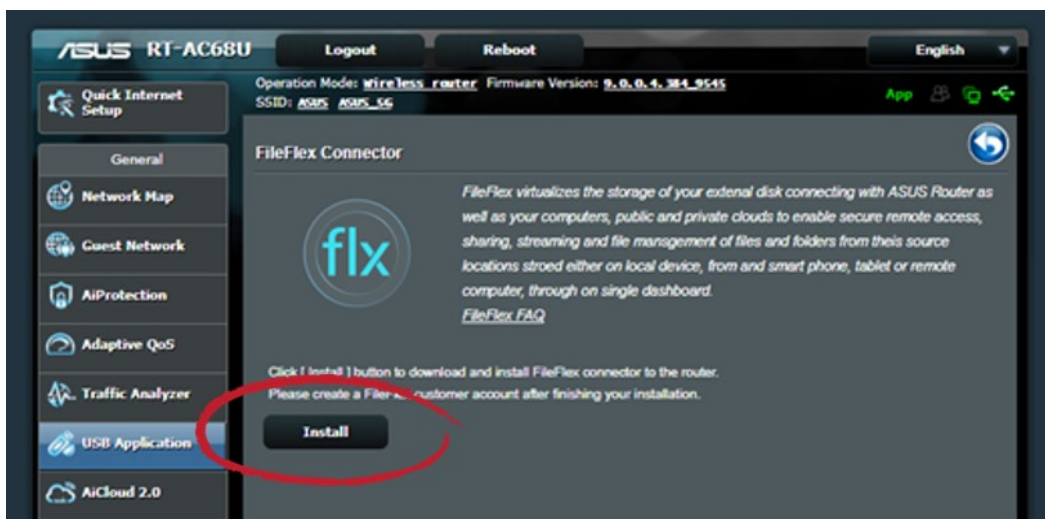 ASUS RT-AC68U Logout Reboot English
Operation Mode: Wireless router Firmware Version: 9.0.0.4.384_9545
SSID: ASUS ASUS_5G
App
Quick Internet
Setup
General
Network Map
Guest Network
AiProtection
Adaptive QoS
Traffic Analyzer
USB Application
AiCloud 2.0
FileFlex Connector
flx
FileFlex virtualizes the storage of your extenal disk connecting with ASUS Router as
well as your computers, public and private clouds to enable secure remote access,
sharing, streaming and file mansgement of files and folders from theis source
locations stroed either on local device, from and smart phone, tablet or remote
computer, through on single dashboard.
FileFlex FAQ
Click [ Install ] button to download and install FileFlex connector to the router.
Please create a customer account after finishing your installation.
Install